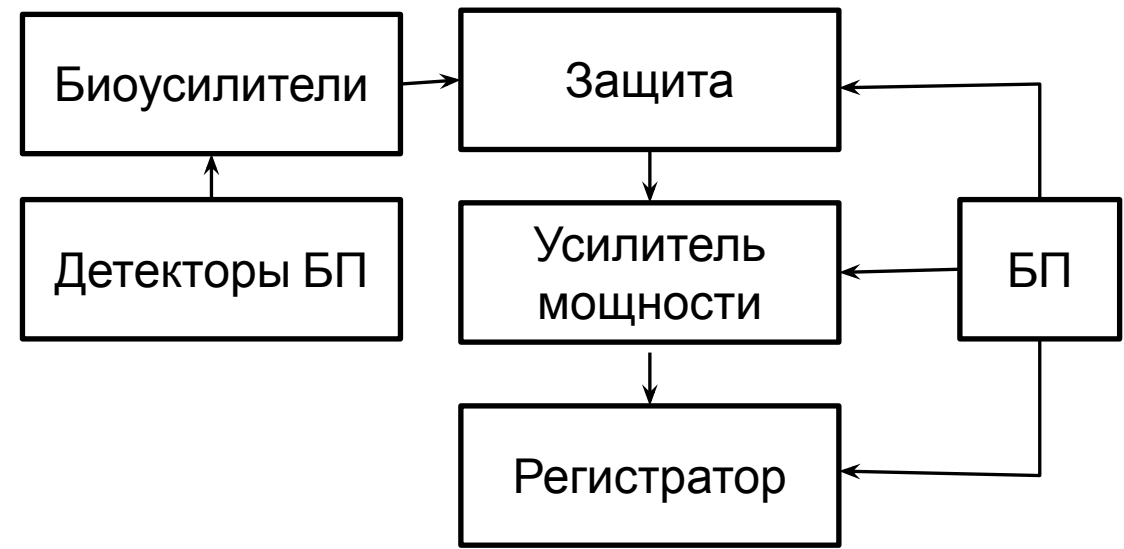 Биоусилители
Защита
Детекторы БП
Усилитель
мощности
БП
Регистратор